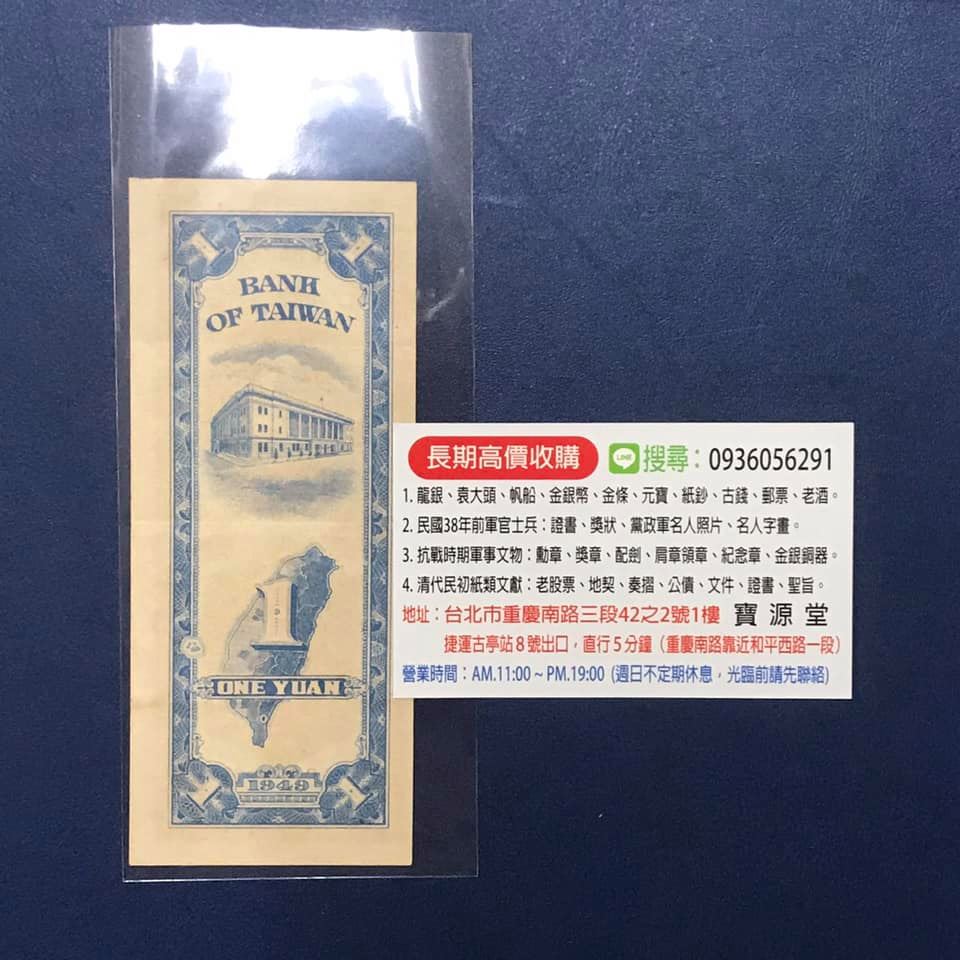 1
1
BANK
OF TAIWAN
1
ONE YUAN
1949
1
1
長期高價收購
LINE
搜尋：0936056291
1. 龍銀、袁大頭、帆船、金銀幣、金條、元寶、紙鈔、古錢、郵票、老酒。
2. 民國38年前軍官士兵：證書、獎狀、黨政軍名人照片、名人字畫。
3. 抗戰時期軍事文物：勳章、獎章、配劍、肩章領章、紀念章、金銀銅器。
4. 清代民初紙類文獻：老股票、地契、奏摺、公債、文件、證書、聖旨。
地址：台北市重慶南路三段42之2號1樓 寶源堂
捷運古亭站8號出口，直行5分鐘（重慶南路靠近和平西路一段）
營業時間：AM.11:00 ~ PM.19:00 (週日不定期休息，光臨前請先聯絡)